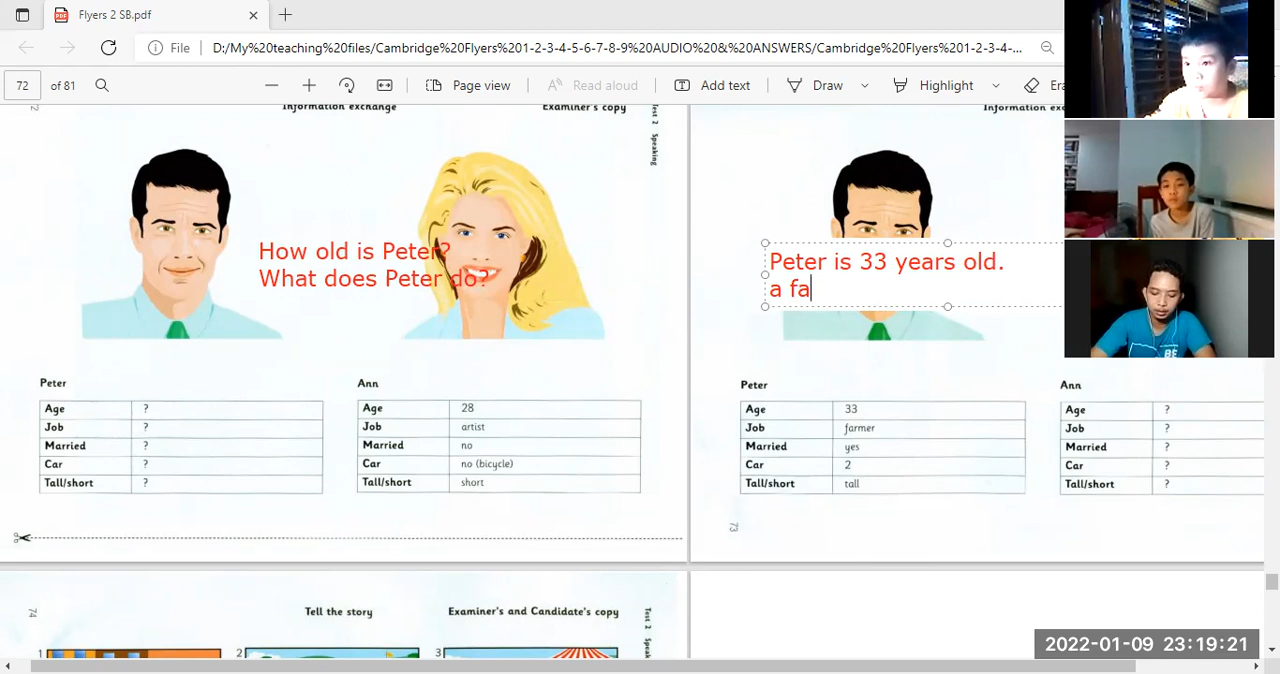 Flyers 2 SB.pdf
File D:/My%20teaching%20files/Cambridge%20Flyers%201-2-3-4-5-6-7-8-9%20AUDIO%20&%20ANSWERS/Cambridge%20Flyers%201-2-3-4-...
72 of 81 Page view Read aloud Add text Draw Highlight Era
Information exchange Examiner's copy
Test 2 Speaking
Information exc
How old is Peter?
What does Peter do?
Peter is 33 years old.
a fa
Peter
Age ?
Job ?
Married ?
Car ?
Tall/short ?
Ann
Age 28
Job artist
Married no
Car no (bicycle)
Tall/short short
Peter
Age 33
Job farmer
Married yes
Car 2
Tall/short tall
Ann
Age ?
Job ?
Married ?
Car ?
Tall/short ?
73
74
Tell the story Examiner's and Candidate's copy
Test 2 Spea
1 2 3
BE
2022-01-09 23:19:21